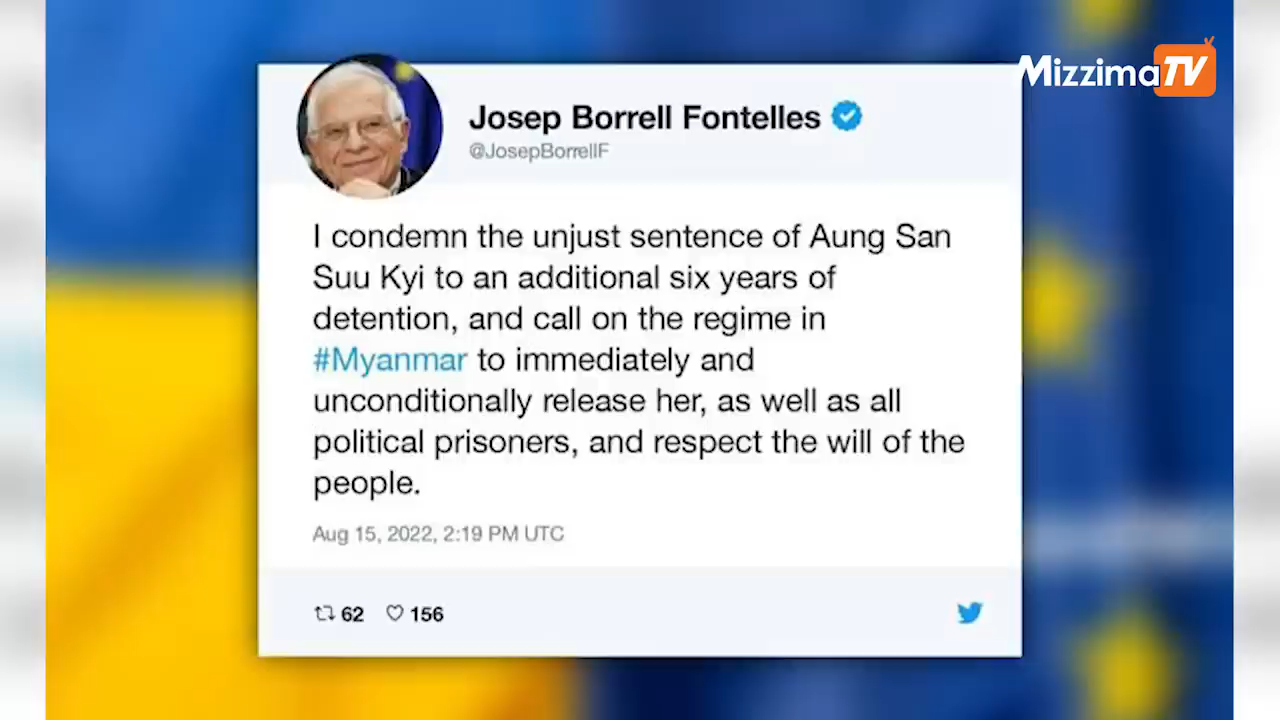 MizzimaTV
Josep Borrell Fontelles
@JosepBorrellF
I condemn the unjust sentence of Aung San
Suu Kyi to an additional six years of
detention, and call on the regime in
#Myanmar to immediately and
unconditionally release her, as well as all
political prisoners, and respect the will of the
people.
Aug 15, 2022, 2:19 PM UTC
62 156